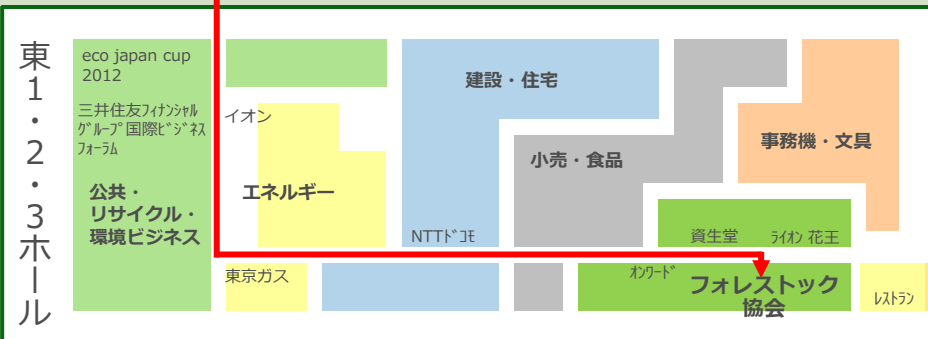 東1・2・3ホール
eco japan cup
2012
三井住友ﾌｨﾅﾝｼｬﾙ
ｸﾞﾙｰﾌﾟ国際ﾋﾞｼﾞﾈｽ
ﾌｫｰﾗﾑ
公共・
リサイクル・
環境ビジネス
イオン
エネルギー
東京ガス
建設・住宅
NTTﾄﾞｺﾓ
小売・食品
事務機・文具
資生堂
ﾗｲｵﾝ 花王
ｵﾝﾜｰﾄﾞ
フォレストック
協会
ﾚｽﾄﾗﾝ